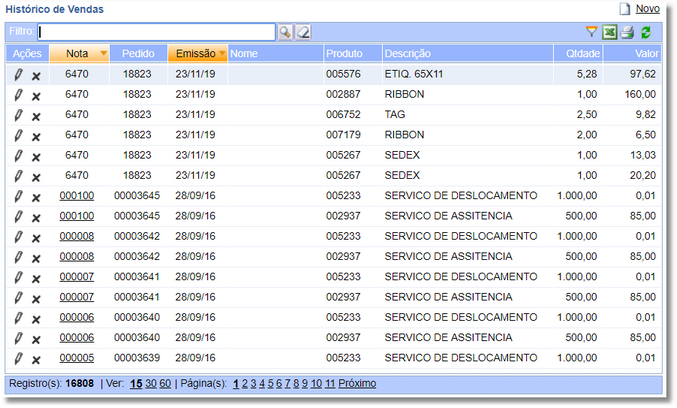 Histórico de Vendas Novo
Filtro:
Ações Nota Pedido Emissão Nome Produto Descrição Qtdade Valor
6470 18823 23/11/19 005576 ETIQ. 65X11 5,28 97,62
6470 18823 23/11/19 002887 RIBBON 1,00 160,00
6470 18823 23/11/19 006752 TAG 2,50 9,82
6470 18823 23/11/19 007179 RIBBON 2,00 6,50
6470 18823 23/11/19 005267 SEDEX 1,00 13,03
6470 18823 23/11/19 005267 SEDEX 1,00 20,20
000100 00003645 28/09/16 005233 SERVICO DE DESLOCAMENTO 1.000,00 0,01
000100 00003645 28/09/16 002937 SERVICO DE ASSITENCIA 500,00 85,00
000008 00003642 28/09/16 005233 SERVICO DE DESLOCAMENTO 1.000,00 0,01
000008 00003642 28/09/16 002937 SERVICO DE ASSITENCIA 500,00 85,00
000007 00003641 28/09/16 005233 SERVICO DE DESLOCAMENTO 1.000,00 0,01
000007 00003641 28/09/16 002937 SERVICO DE ASSITENCIA 500,00 85,00
000006 00003640 28/09/16 005233 SERVICO DE DESLOCAMENTO 1.000,00 0,01
000006 00003640 28/09/16 002937 SERVICO DE ASSITENCIA 500,00 85,00
000005 00003639 28/09/16 005233 SERVICO DE DESLOCAMENTO 1.000,00 0,01
Registro(s): 16808 | Ver: 15 30 60 | Página(s): 1 2 3 4 5 6 7 8 9 10 11 Próximo